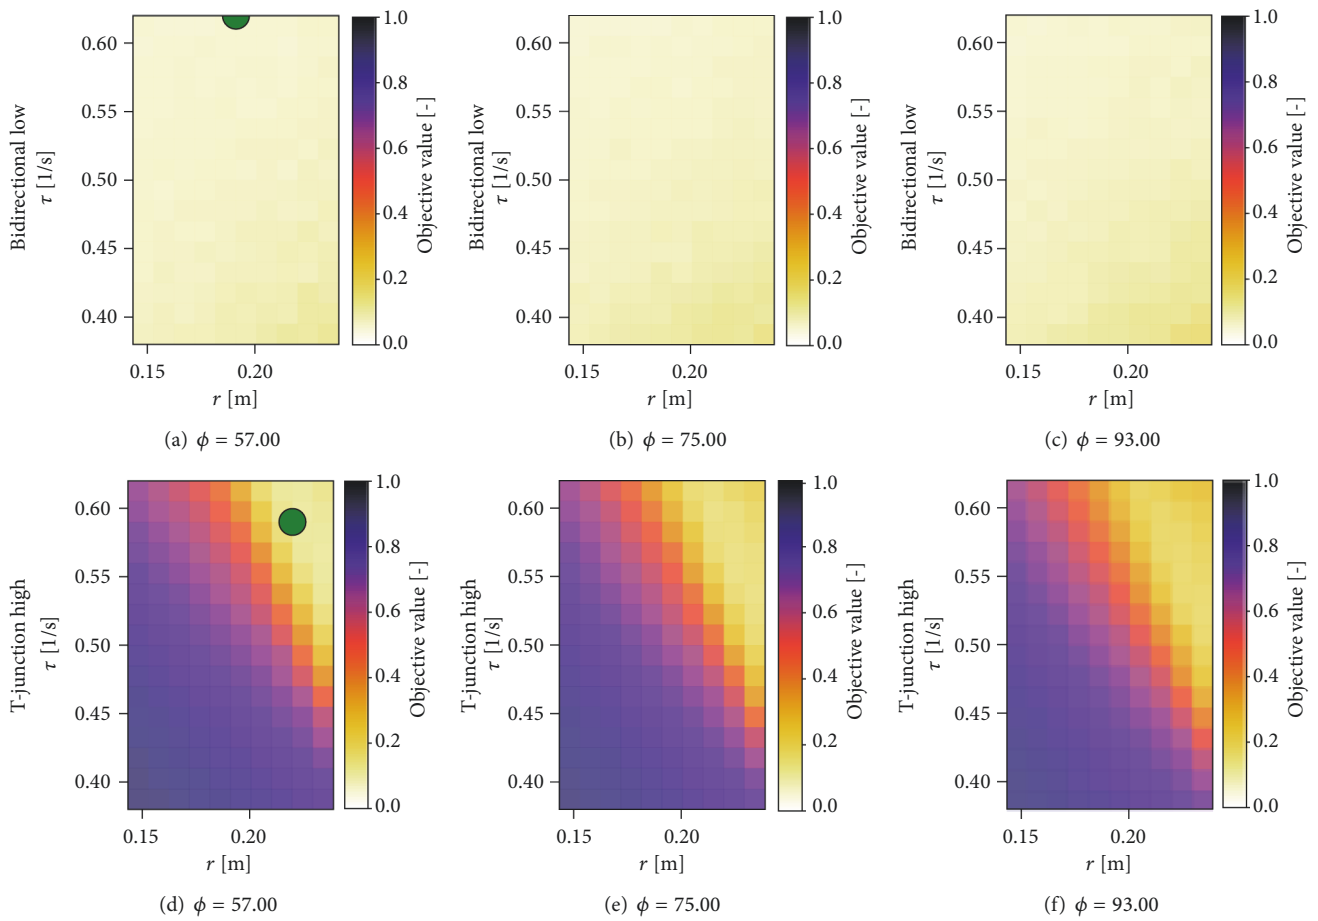 Bidirectional low
τ [1/s]
0.60
0.55
0.50
0.45
0.40
0.15
0.20
r [m]
1.0
0.8
0.6
0.4
0.2
0.0
Objective value [-]
(a) ϕ = 57.00
Bidirectional low
τ [1/s]
0.60
0.55
0.50
0.45
0.40
0.15
0.20
r [m]
1.0
0.8
0.6
0.4
0.2
0.0
Objective value [-]
(b) ϕ = 75.00
Bidirectional low
τ [1/s]
0.60
0.55
0.50
0.45
0.40
0.15
0.20
r [m]
1.0
0.8
0.6
0.4
0.2
0.0
Objective value [-]
(c) ϕ = 93.00
T-junction high
τ [1/s]
0.60
0.55
0.50
0.45
0.40
0.15
0.20
r [m]
1.0
0.8
0.6
0.4
0.2
0.0
Objective value [-]
(d) ϕ = 57.00
T-junction high
τ [1/s]
0.60
0.55
0.50
0.45
0.40
0.15
0.20
r [m]
1.0
0.8
0.6
0.4
0.2
0.0
Objective value [-]
(e) ϕ = 75.00
T-junction high
τ [1/s]
0.60
0.55
0.50
0.45
0.40
0.15
0.20
r [m]
1.0
0.8
0.6
0.4
0.2
0.0
Objective value [-]
(f) ϕ = 93.00